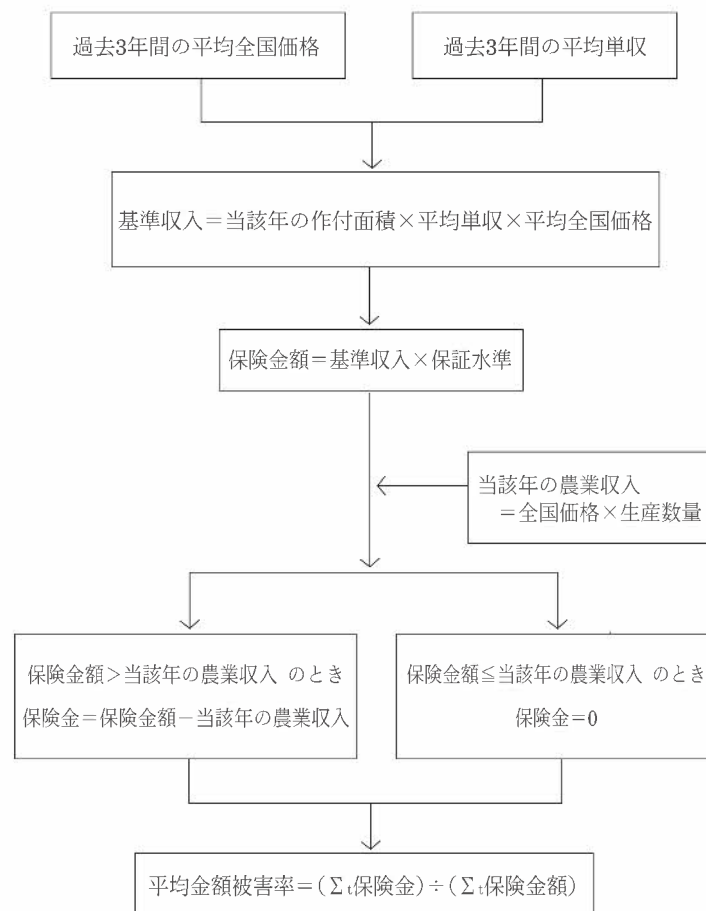 過去3年間の平均全国価格
過去3年間の平均単収
基準収入＝当該年の作付面積×平均単収×平均全国価格
保険金額＝基準収入×保証水準
当該年の農業収入
＝全国価格×生産数量
保険金額＞当該年の農業収入 のとき
保険金＝保険金額－当該年の農業収入
保険金額≦当該年の農業収入 のとき
保険金＝0
平均金額被害率＝(Σt保険金)÷(Σt保険金額)